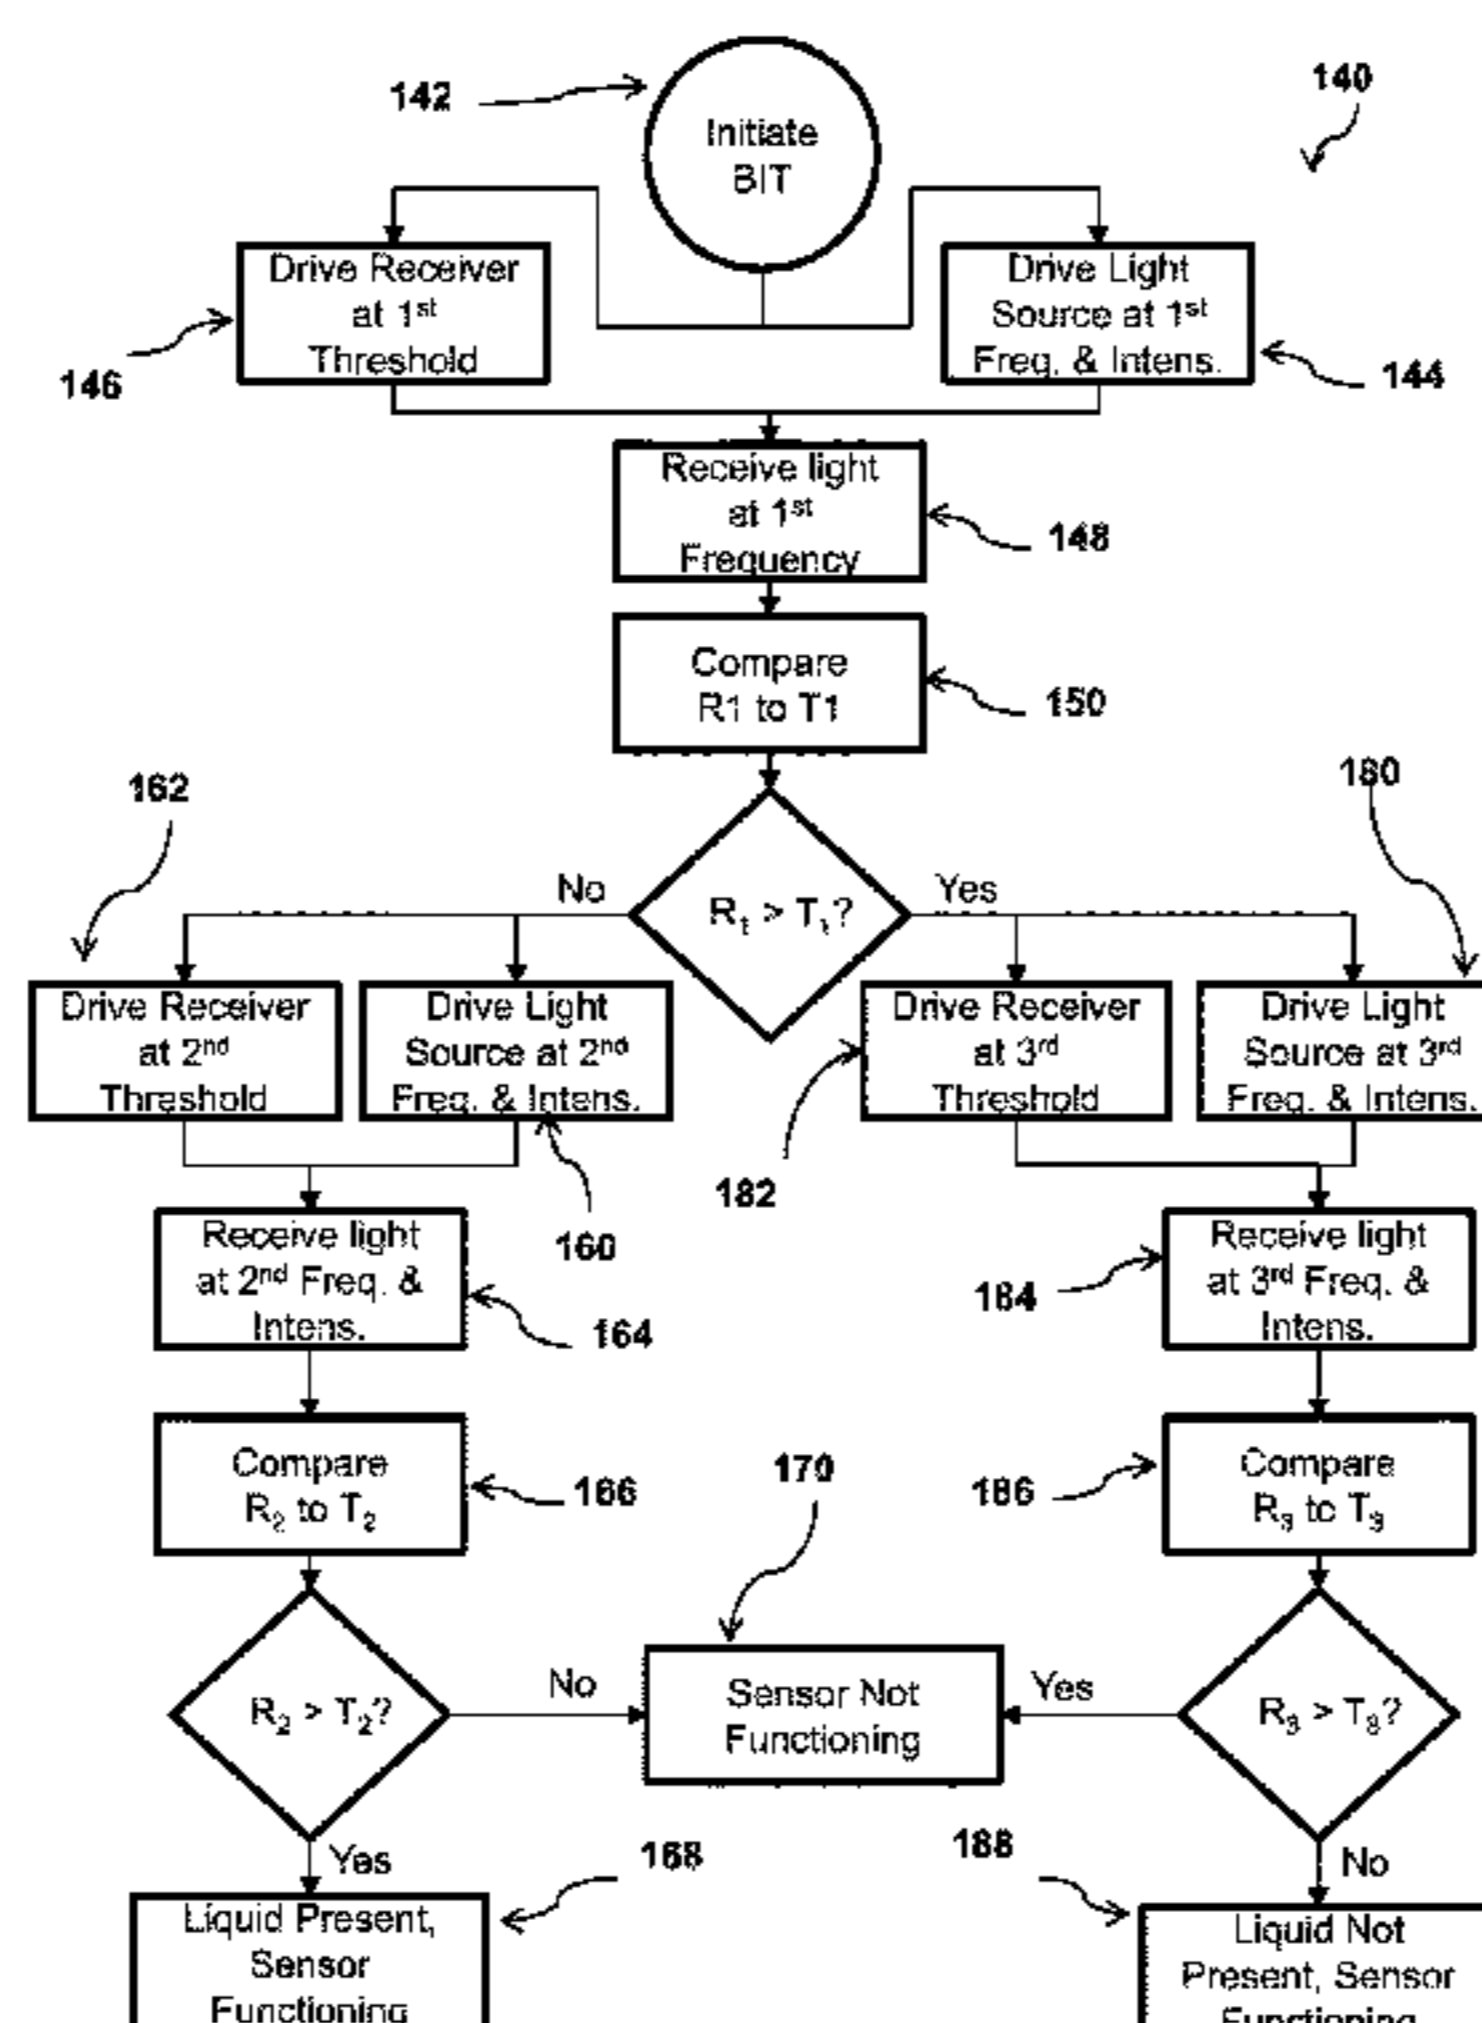 142
140
Initiate
BIT
Drive Receiver
at 1st
Threshold
Drive Light
Source at 1st
Freq. & Intens.
146
144
Receive light
at 1st
Frequency
148
Compare
R1 to T1
150
162
180
No
Yes
R1 > T1?
Drive Receiver
at 2nd
Threshold
Drive Light
Source at 2nd
Freq. & Intens.
Drive Receiver
at 3rd
Threshold
Drive Light
Source at 3rd
Freq. & Intens.
182
160
Receive light
at 2nd Freq. &
Intens.
164
184
Receive light
at 3rd Freq. &
Intens.
Compare
R2 to T2
166
170
186
Compare
R3 to T3
R2 > T2?
No
Sensor Not
Functioning
Yes
R3 > T3?
Yes
168
188
No
Liquid Present,
Sensor
Functioning
Liquid Not
Present, Sensor
Functioning